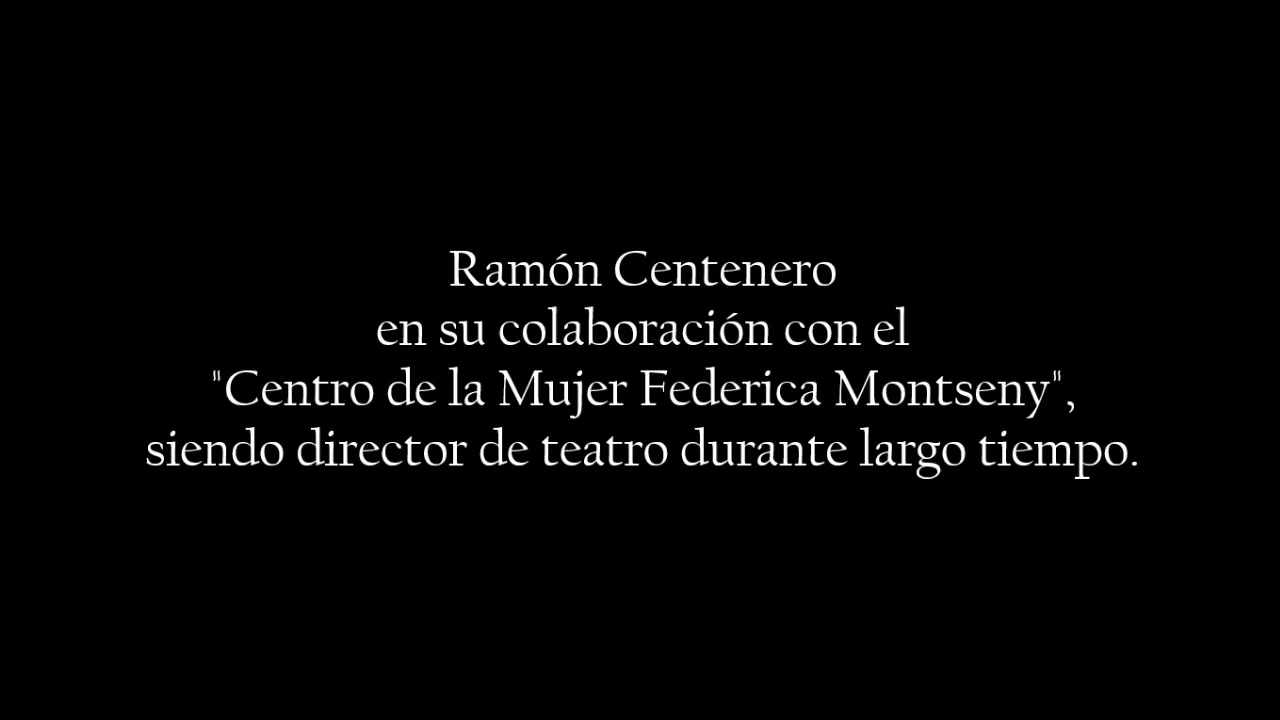 Ramón Centenero
en su colaboración con el
"Centro de la Mujer Federica Montseny",
siendo director de teatro durante largo tiempo.